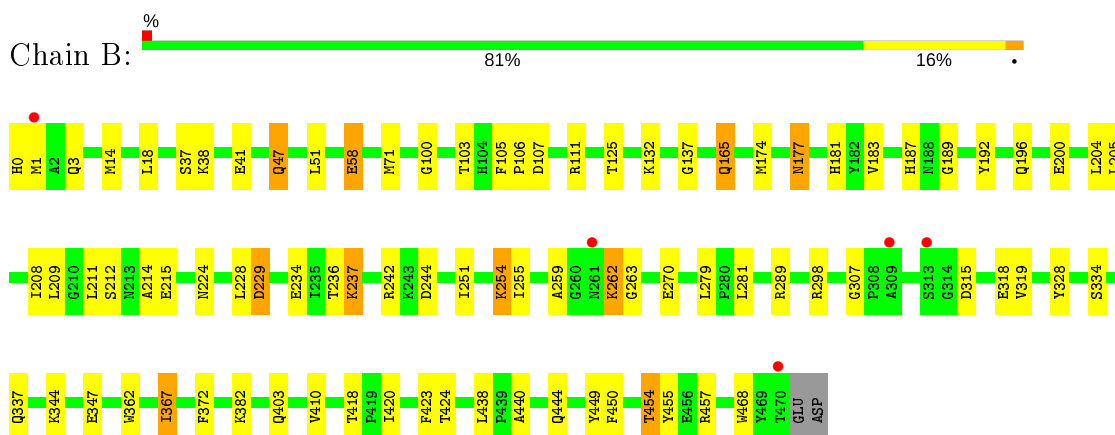 %
Chain B:
81% 16% •
H0 M1 A2 Q3 M14 L18 S37 K38 E41 Q47 L51 E58 M71 G100 T103 H104 F105 P106 D107 R111 T125 K132 G137 Q165 M174 N177 H181 Y182 V183 H187 N188 G189 Y192 Q196 E200 L204 L205
I208 L209 G210 L211 S212 N213 A214 E215 N224 L228 D229 E234 I235 T236 K237 R242 K243 D244 I251 K254 I255 A259 G260 N261 K262 G263 E270 L279 P280 L281 R289 R298 G307 P308 A309 S313 G314 D315 E318 V319 Y328 S334
Q337 K344 E347 W362 I367 F372 K382 Q403 V410 T418 P419 I420 F423 T424 L438 P439 A440 Q444 Y449 F450 T454 Y455 E456 R457 W468 Y469 T470 GLU ASP